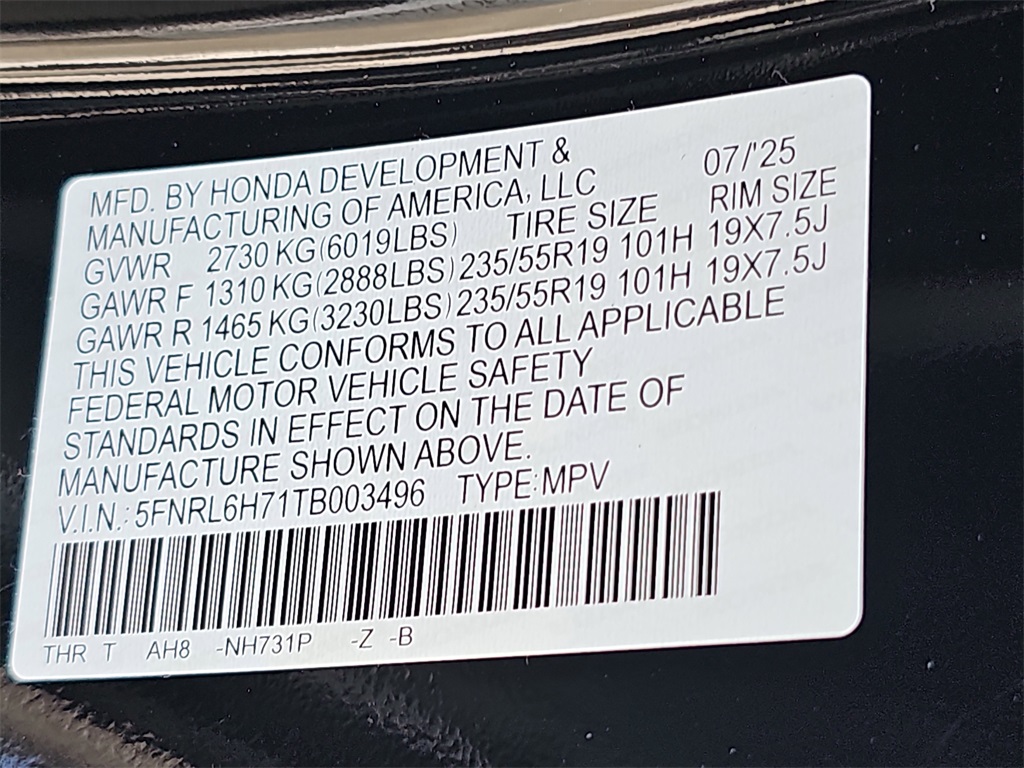 MFD. BY HONDA DEVELOPMENT &
MANUFACTURING OF AMERICA, LLC 07/'25
GVWR 2730 KG(6019LBS) TIRE SIZE RIM SIZE
GAWR F 1310 KG(2888LBS) 235/55R19 101H 19X7.5J
GAWR R 1465 KG(3230LBS) 235/55R19 101H 19X7.5J
THIS VEHICLE CONFORMS TO ALL APPLICABLE
FEDERAL MOTOR VEHICLE SAFETY
STANDARDS IN EFFECT ON THE DATE OF
MANUFACTURE SHOWN ABOVE.
V.I.N.: 5FNRL6H71TB003496 TYPE: MPV
THR T AH8 -NH731P -Z -B